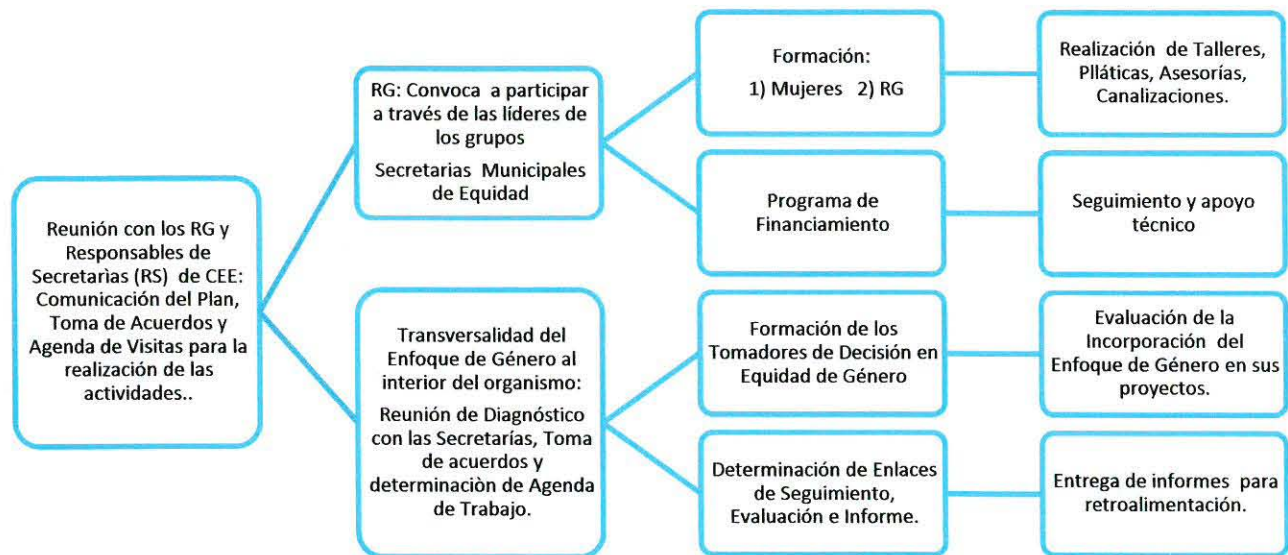 Reunión con los RG y
Responsables de
Secretarìas (RS) de CEE:
Comunicación del Plan,
Toma de Acuerdos y
Agenda de Visitas para la
realización de las
actividades..
RG: Convoca a participar
a través de las líderes de
los grupos
Secretarias Municipales
de Equidad
Transversalidad del
Enfoque de Género al
interior del organismo:
Reunión de Diagnóstico
con las Secretarías, Toma
de acuerdos y
determinaciòn de Agenda
de Trabajo.
Formación:
1) Mujeres 2) RG
Programa de
Financiamiento
Formación de los
Tomadores de Decisión en
Equidad de Género
Determinación de Enlaces
de Seguimiento,
Evaluación e Informe.
Realización de Talleres,
Plláticas, Asesorías,
Canalizaciones.
Seguimiento y apoyo
técnico
Evaluación de la
Incorporación del
Enfoque de Género en sus
proyectos.
Entrega de informes para
retroalimentación.